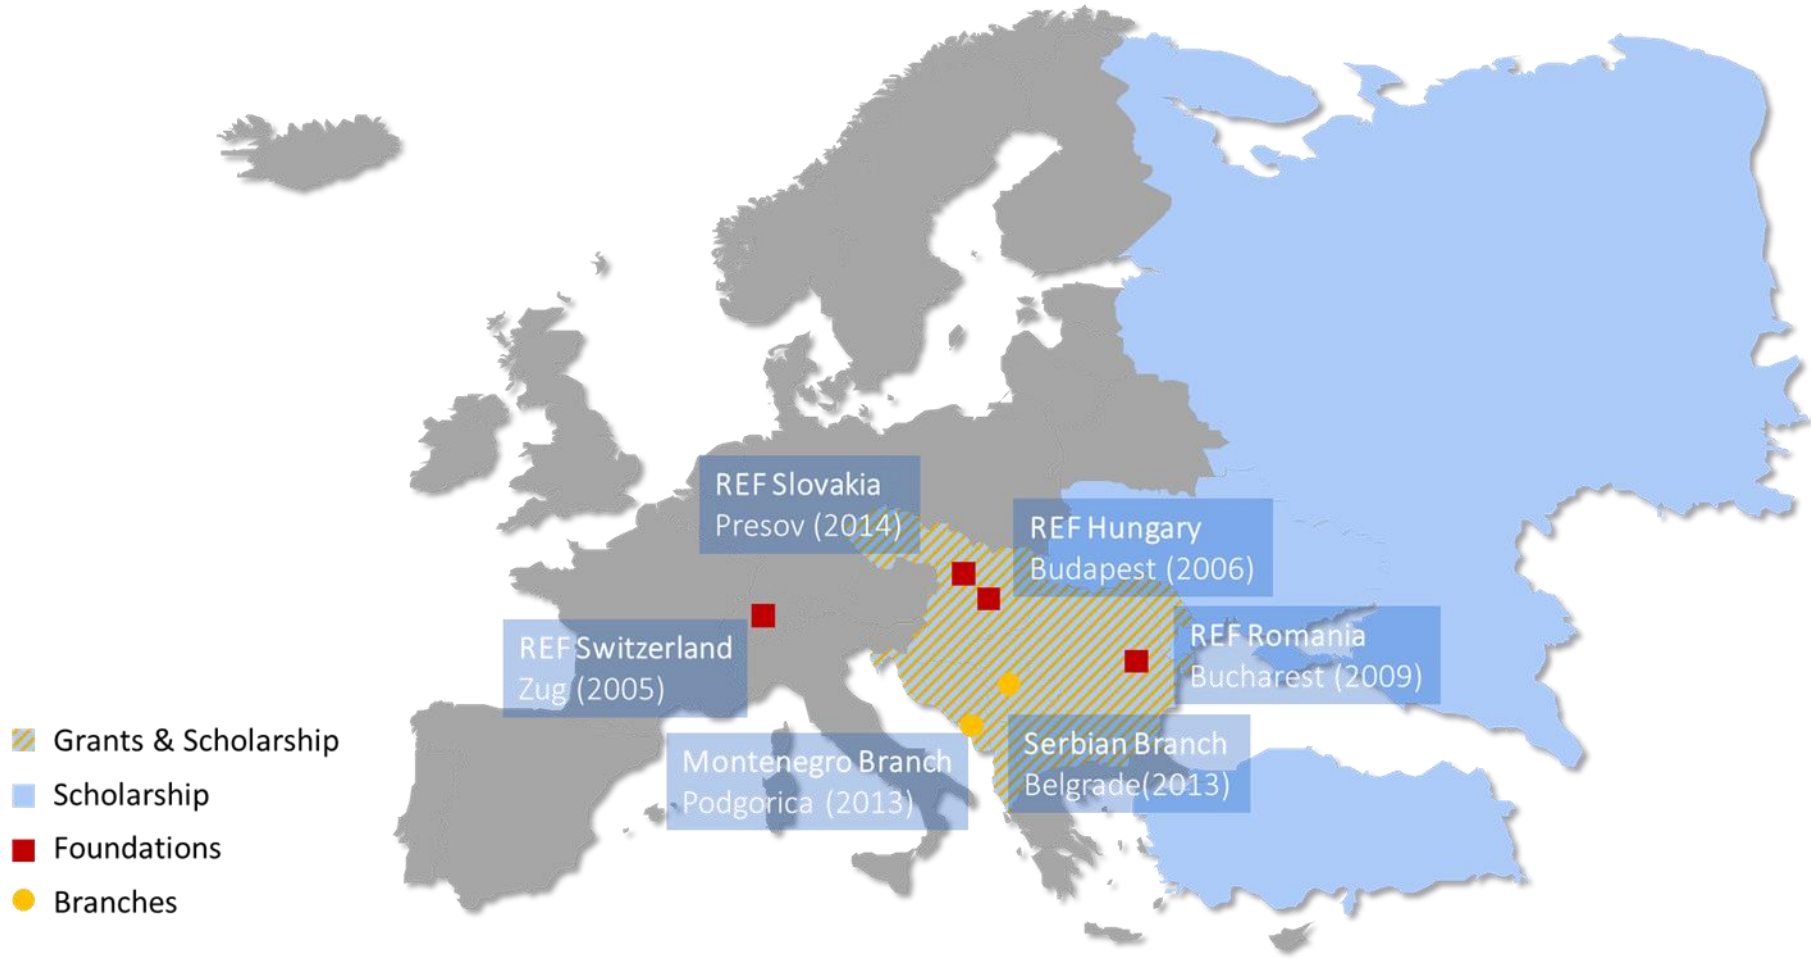 REF Slovakia
Presov (2014)
REF Hungary
Budapest (2006)
REF Switzerland
Zug (2005)
REF Romania
Bucharest (2009)
Montenegro Branch
Podgorica (2013)
Serbian Branch
Belgrade(2013)
Grants & Scholarship
Scholarship
Foundations
Branches